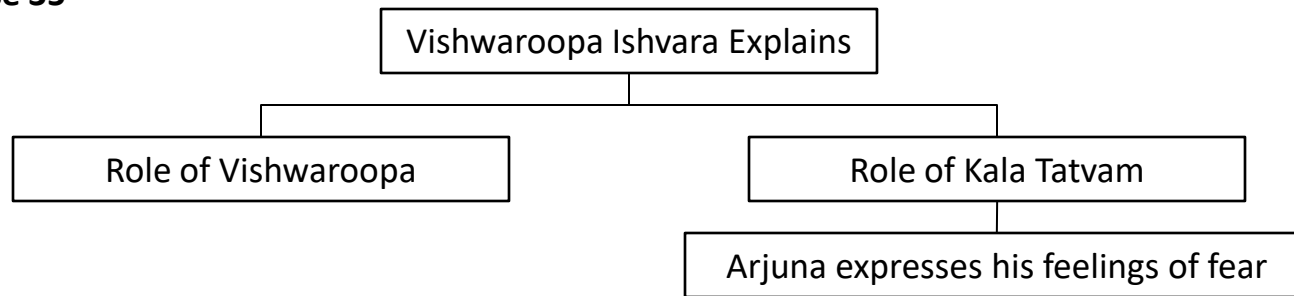 Vishwaroopa Ishvara Explains
Role of Vishwaroopa
Role of Kala Tatvam
Arjuna expresses his feelings of fear